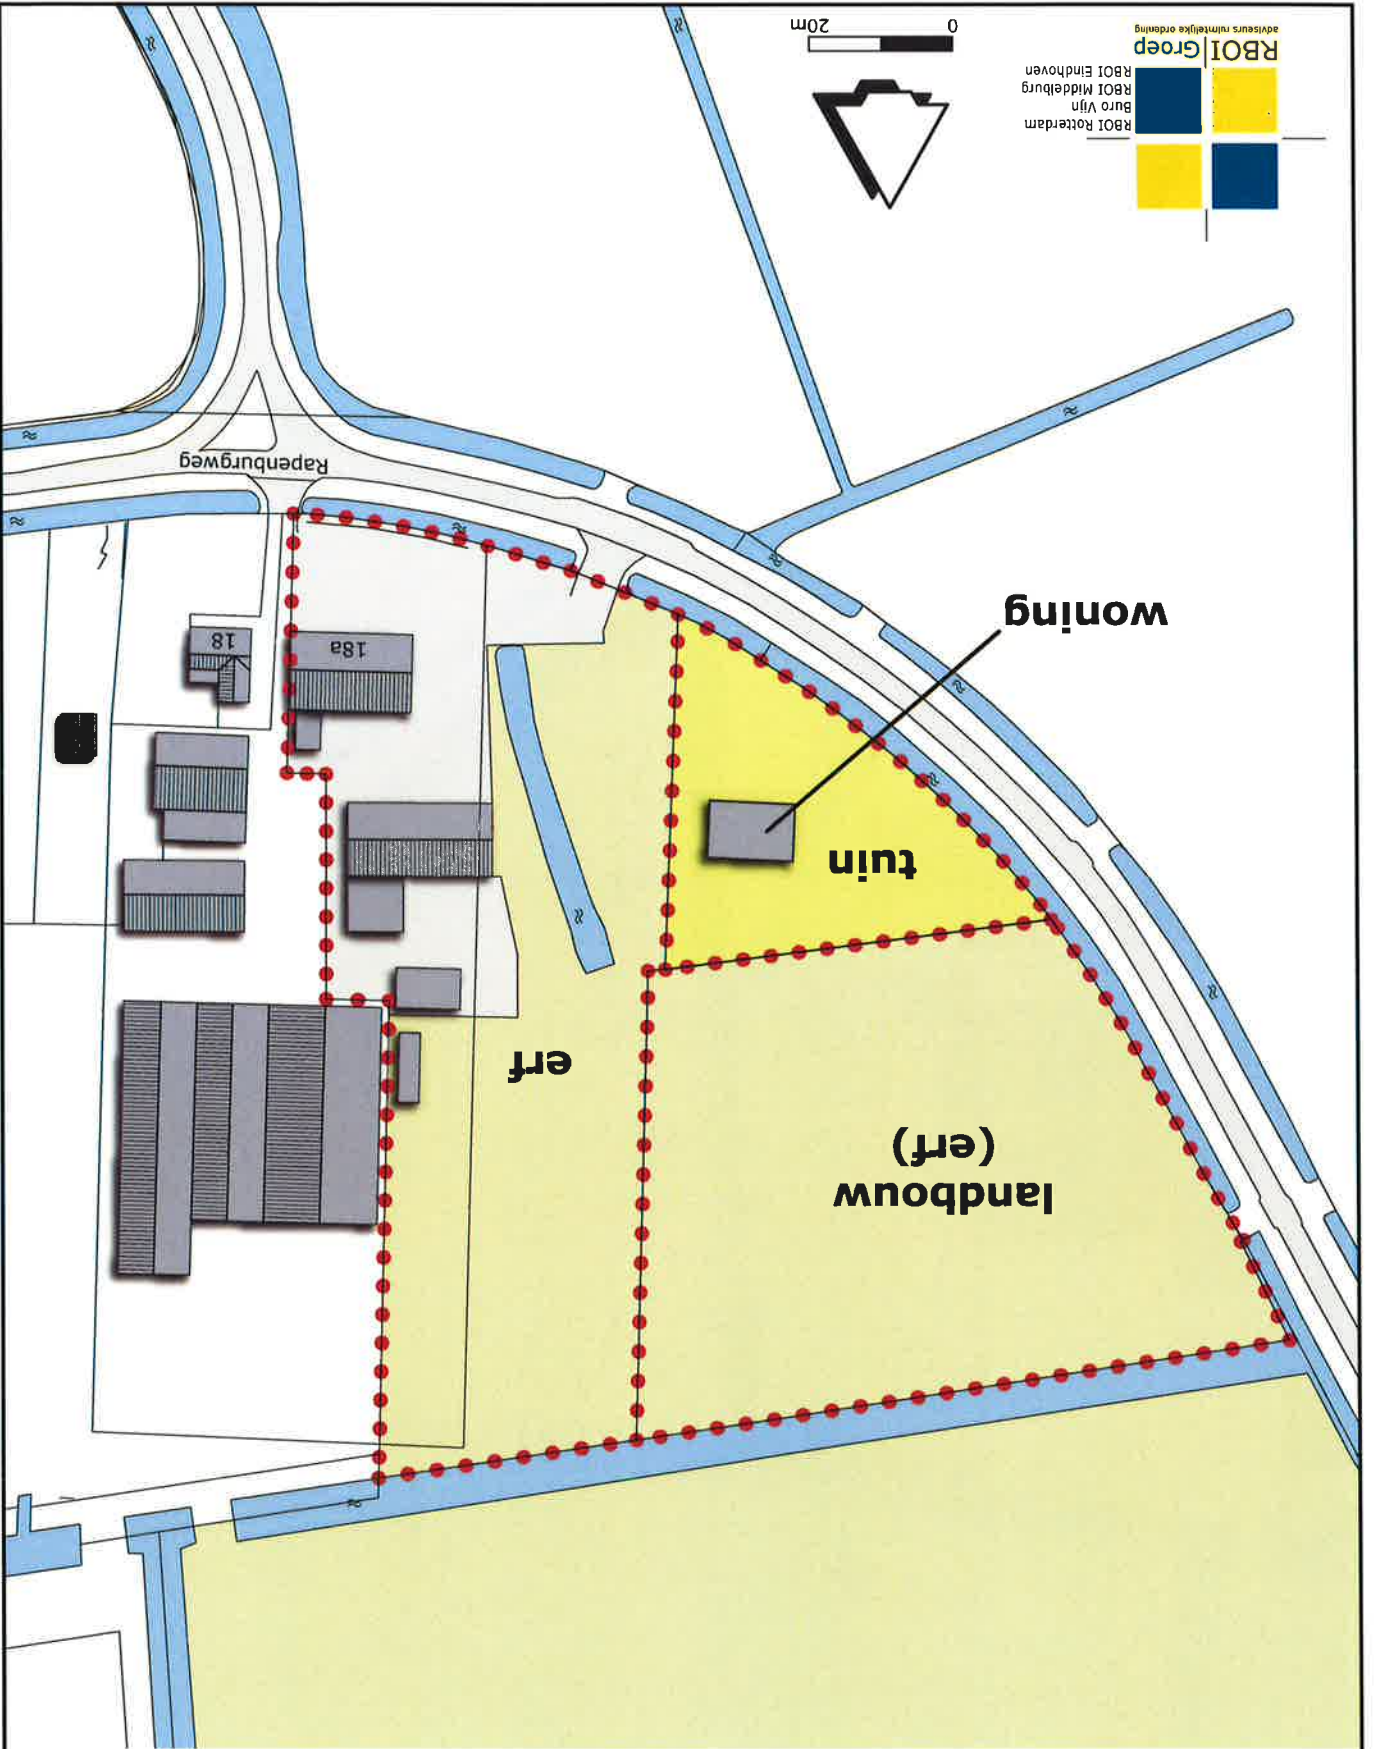 landbouw
(erf)
erf
tuin
woning
18a
18
Rapenburgweg
RBOI Rotterdam
Buro Vijn
RBOI Middelburg
RBOI Eindhoven
RBOI Groep
adviseurs ruimtelijke ordening
0 20m